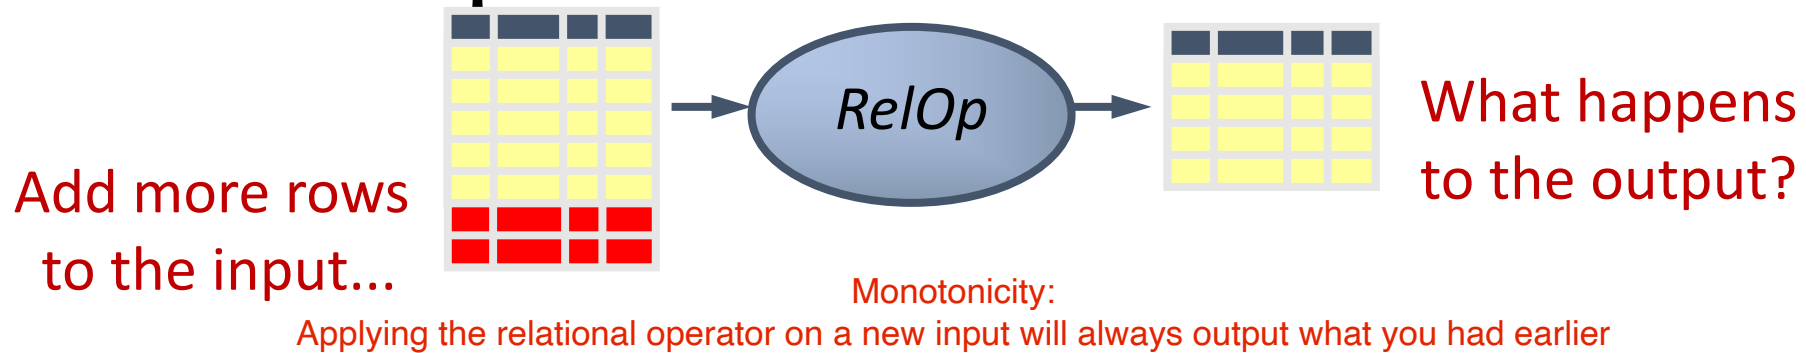 RelOp
What happens
to the output?
Add more rows
to the input...
Monotonicity:
Applying the relational operator on a new input will always output what you had earlier